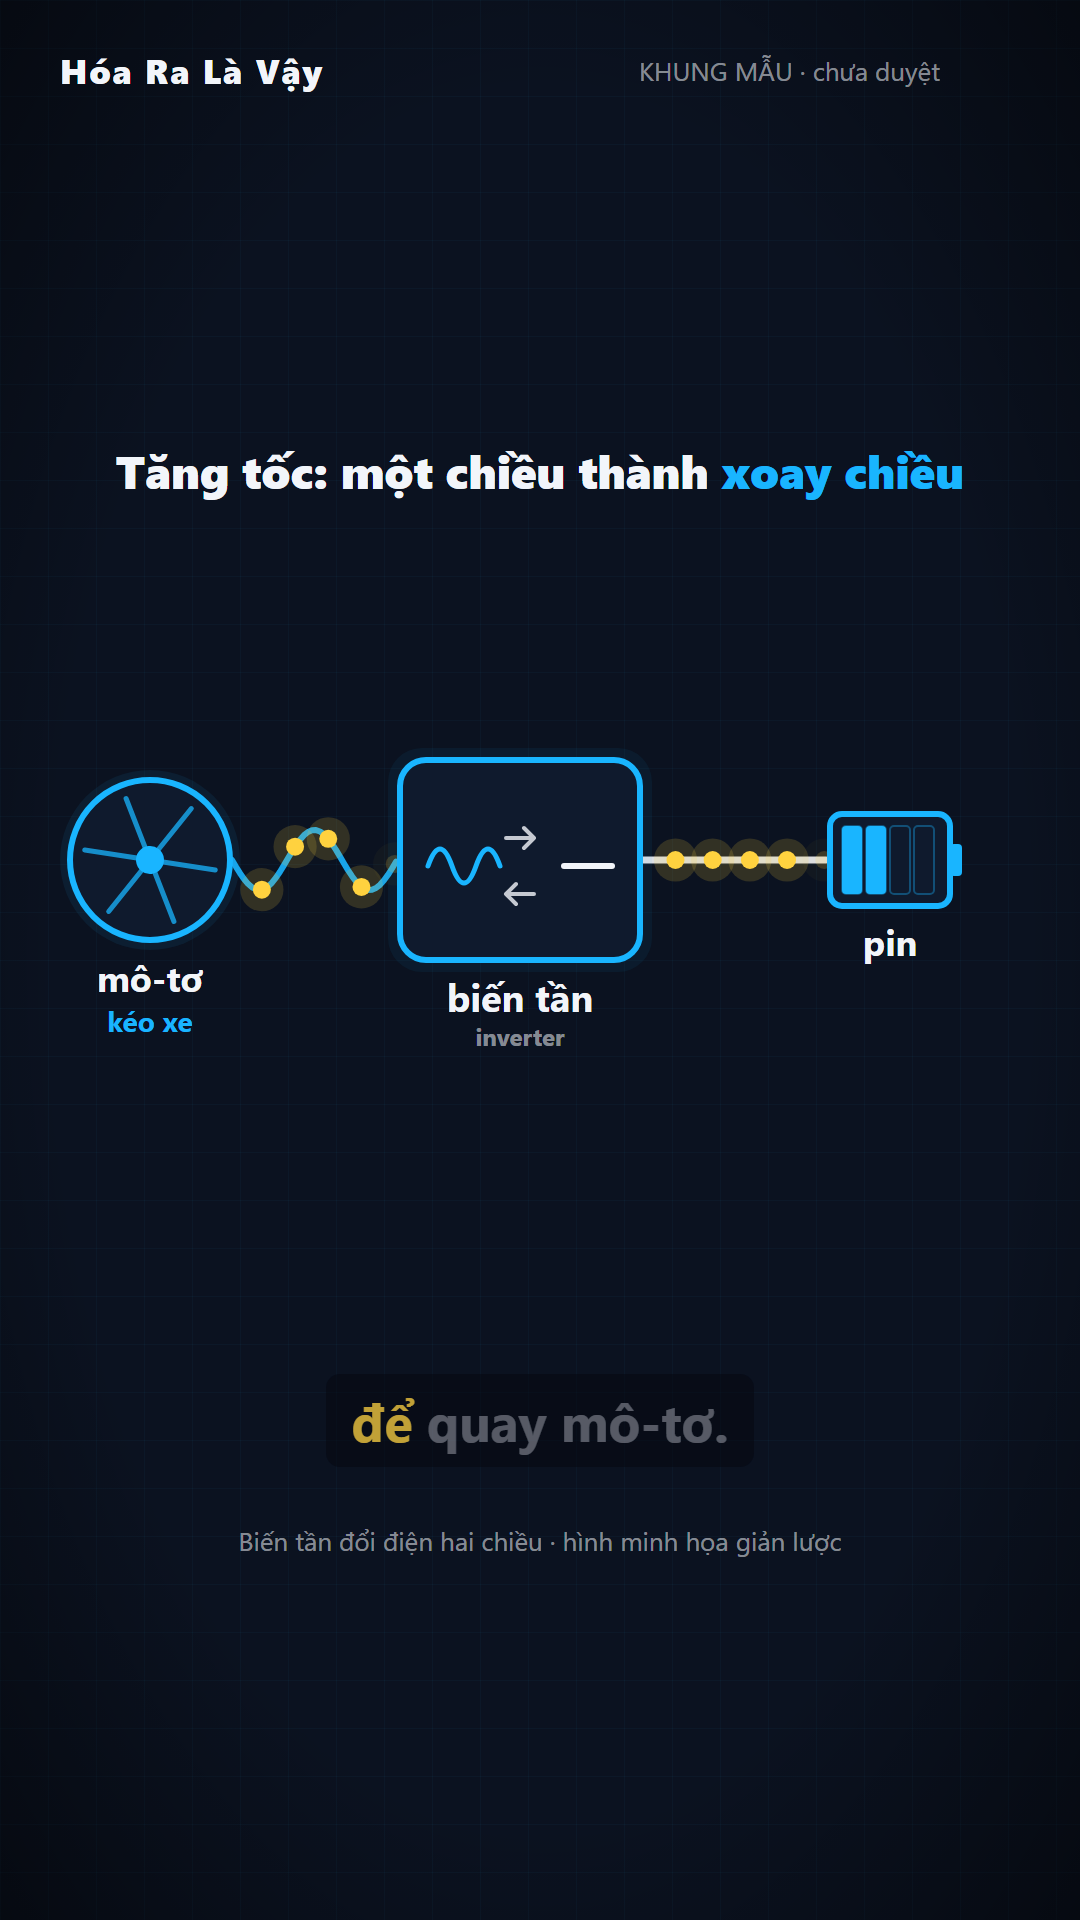 Hóa Ra Là Vậy
KHUNG MẪU · chưa duyệt
Tăng tốc: một chiều thành xoay chiều
mô-tơ
kéo xe
biến tần
inverter
pin
để quay mô-tơ.
Biến tần đổi điện hai chiều · hình minh họa giản lược